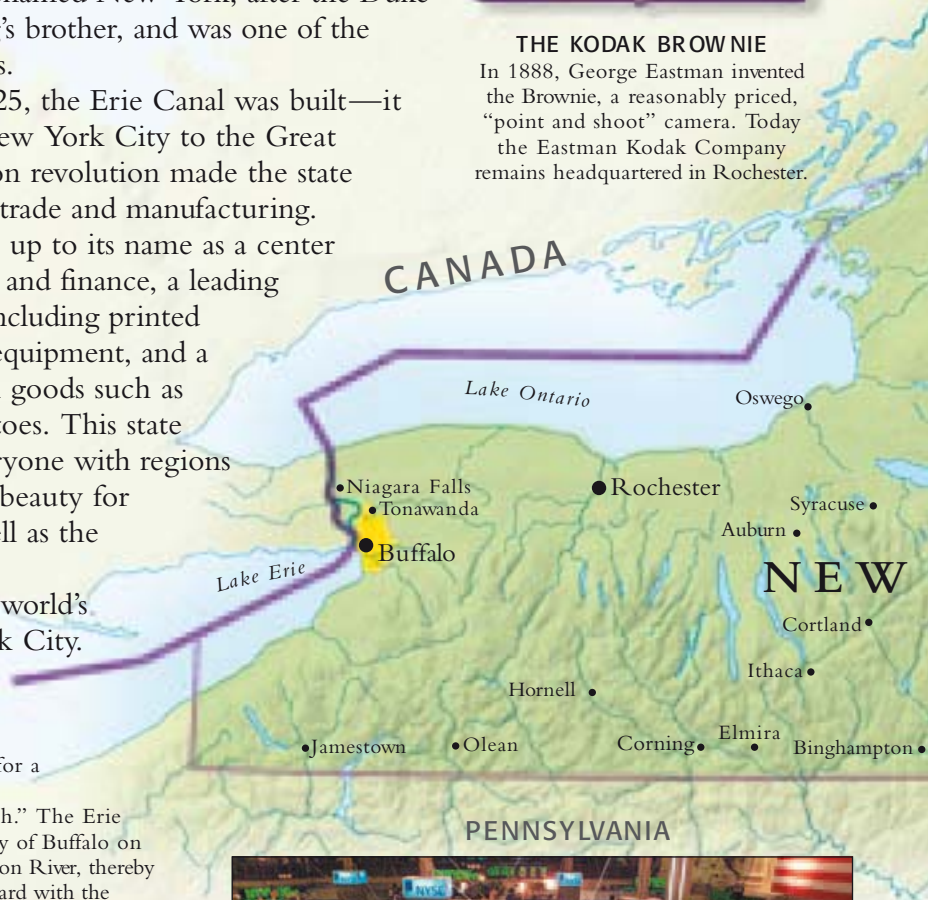 named New York, after the Duke
's brother, and was one of the
s.
25, the Erie Canal was built—it
ew York City to the Great
on revolution made the state
trade and manufacturing.
up to its name as a center
and finance, a leading
ncluding printed
equipment, and a
goods such as
toes. This state
ryone with regions
beauty for
ell as the
world's
k City.
for a
h." The Erie
y of Buffalo on
on River, thereby
ard with the
THE KODAK BROWNIE
In 1888, George Eastman invented
the Brownie, a reasonably priced,
“point and shoot” camera. Today
the Eastman Kodak Company
remains headquartered in Rochester.
CANADA
Lake Ontario
Oswego
Niagara Falls
Rochester
Tonawanda
Syracuse
Auburn
Buffalo
Lake Erie
NEW
Cortland
Ithaca
Hornell
Jamestown
Olean
Corning
Elmira
Binghampton
PENNSYLVANIA
NYSE